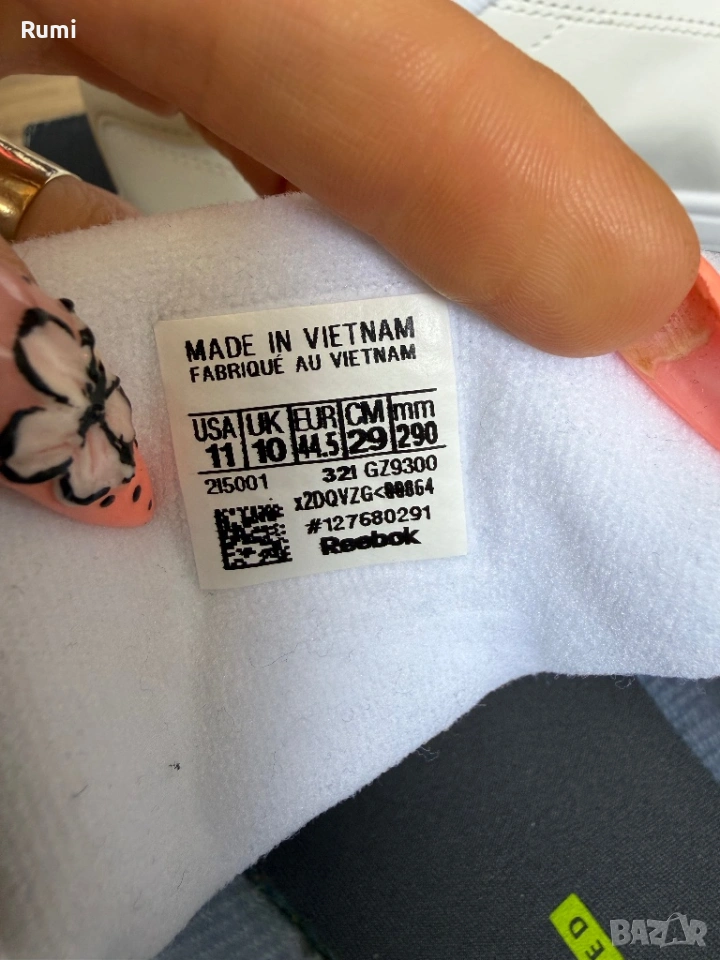 Rumi
MADE IN VIETNAM
FABRIQUÉ AU VIETNAM
USA UK EUR CM mm
11 10 44.5 29 290
215001 321 GZ9300
#127680291
Reebok
ED
BAZAR